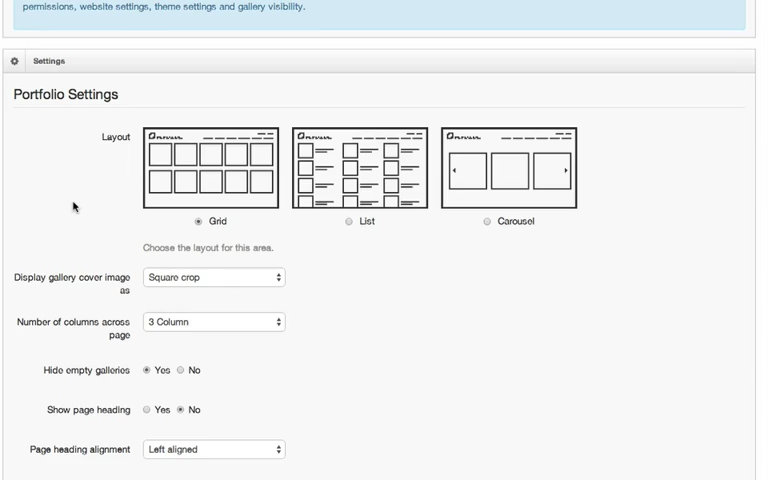 permissions, website settings, theme settings and gallery visibility.
Settings
Portfolio Settings
Layout
Grid
List
Carousel
Choose the layout for this area.
Display gallery cover image
as
Square crop
Number of columns across
page
3 Column
Hide empty galleries
Yes
No
Show page heading
Yes
No
Page heading alignment
Left aligned